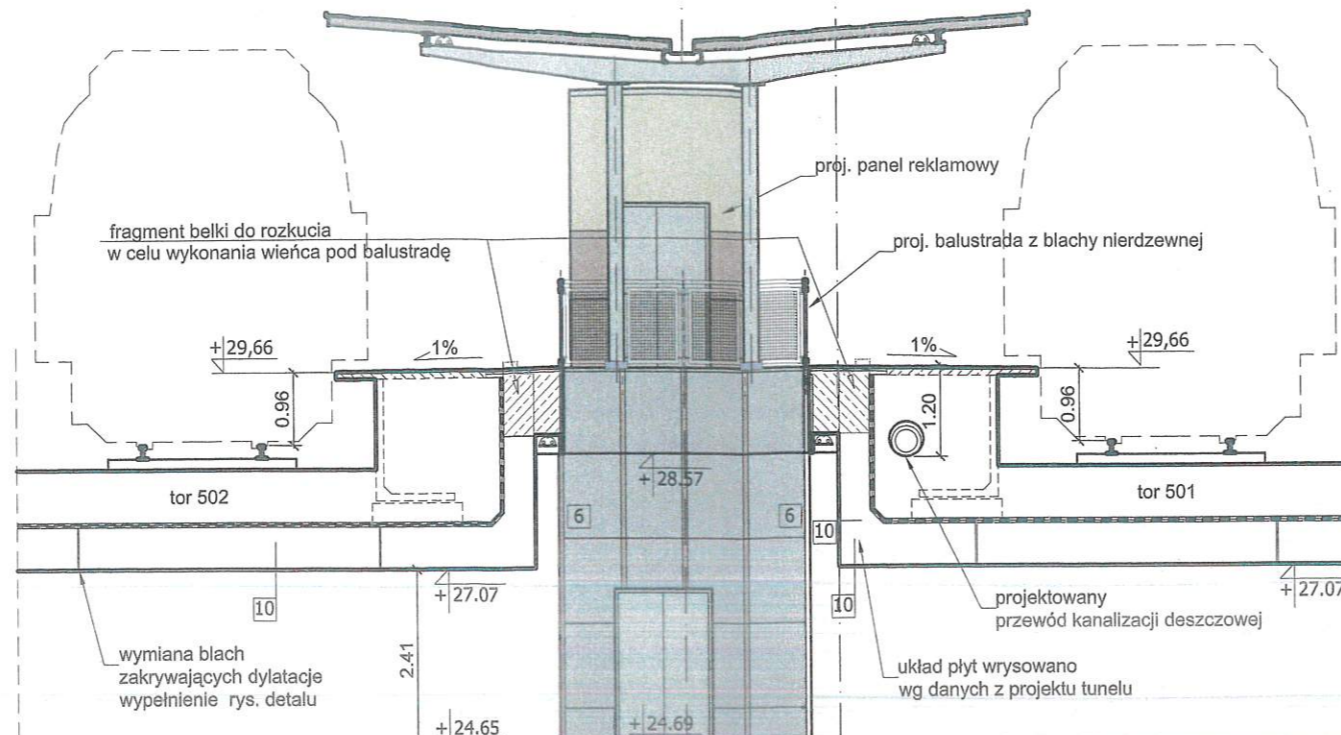 proj. panel reklamowy
fragment belki do rozkucia
w celu wykonania wieńca pod balustradę
proj. balustrada z blachy nierdzewnej
+29,66
1%
1%
+29,66
0.96
1.20
0.96
+28.57
tor 502
tor 501
6
6
10
+27.07
10
10
+27.07
projektowany
przewód kanalizacji deszczowej
wymiana blach
zakrywających dylatacje
wypełnienie rys. detalu
2.41
układ płyt wrysowano
wg danych z projektu tunelu
+24.65
+24.69